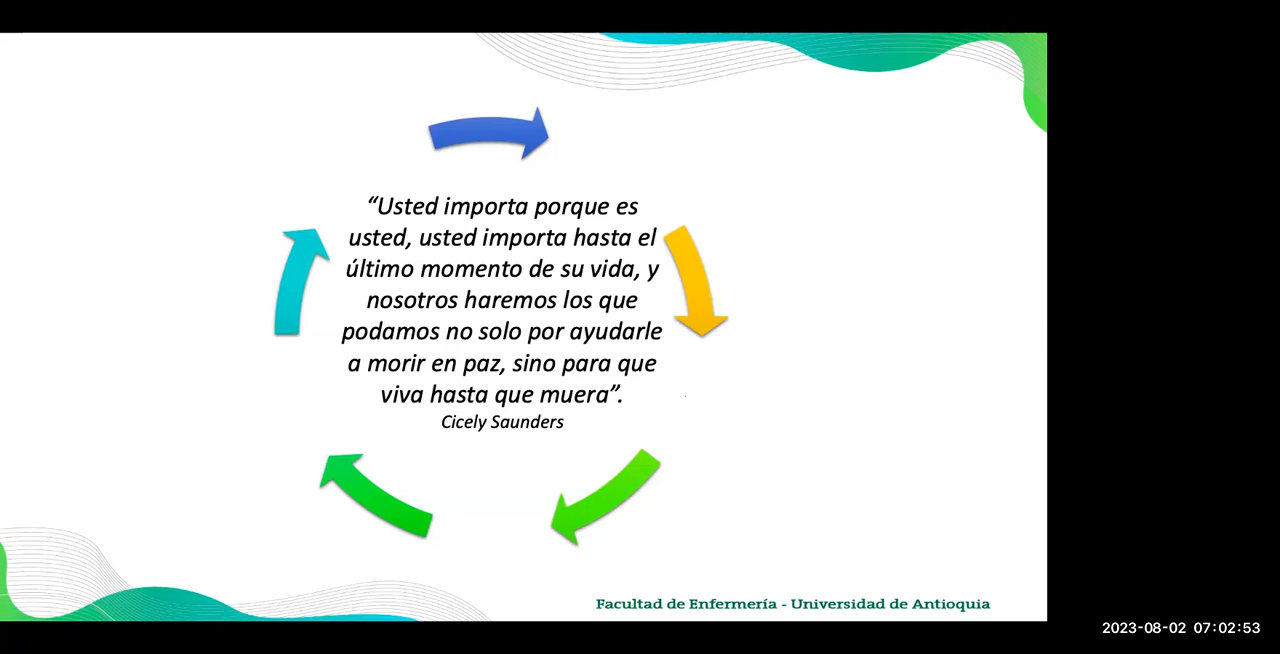 “Usted importa porque es
usted, usted importa hasta el
último momento de su vida, y
nosotros haremos los que
podamos no solo por ayudarle
a morir en paz, sino para que
viva hasta que muera”.
Cicely Saunders
Facultad de Enfermería - Universidad de Antioquia
2023-08-02 07:02:53